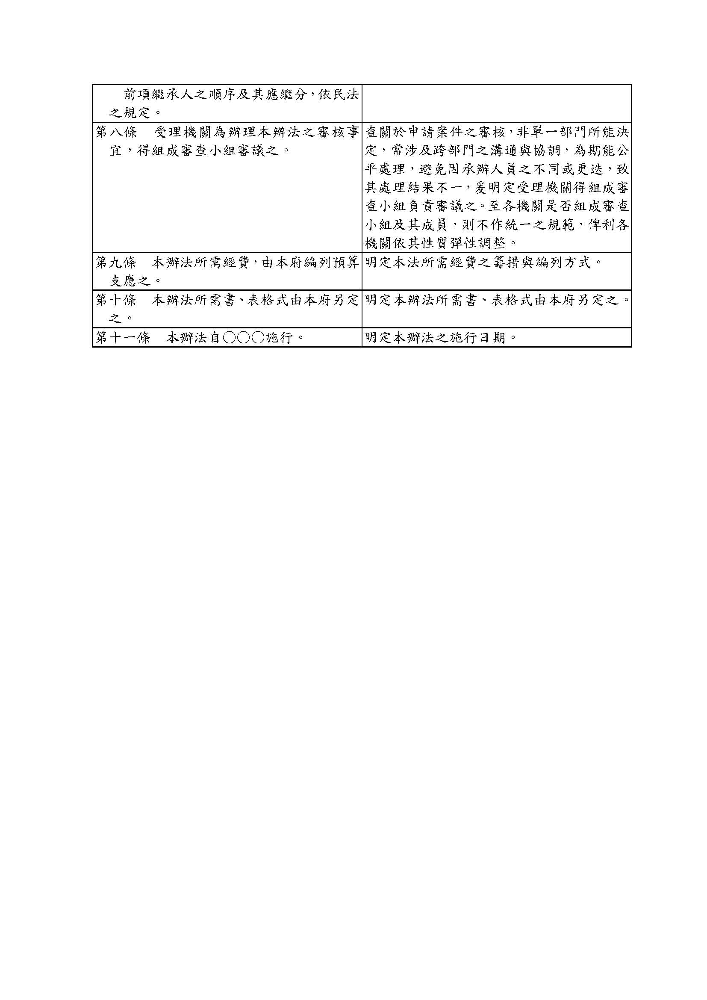 前項繼承人之順序及其應繼分，依民法
之規定。
第八條　受理機關為辦理本辦法之審核事
宜，得組成審查小組審議之。
查關於申請案件之審核，非單一部門所能決
定，常涉及跨部門之溝通與協調，為期能公
平處理，避免因承辦人員之不同或更迭，致
其處理結果不一，爰明定受理機關得組成審
查小組負責審議之。至各機關是否組成審查
小組及其成員，則不作統一之規範，俾利各
機關依其性質彈性調整。
第九條　本辦法所需經費，由本府編列預算
支應之。
明定本法所需經費之籌措與編列方式。
第十條　本辦法所需書、表格式由本府另定
之。
明定本辦法所需書、表格式由本府另定之。
第十一條　本辦法自○○○施行。
明定本辦法之施行日期。